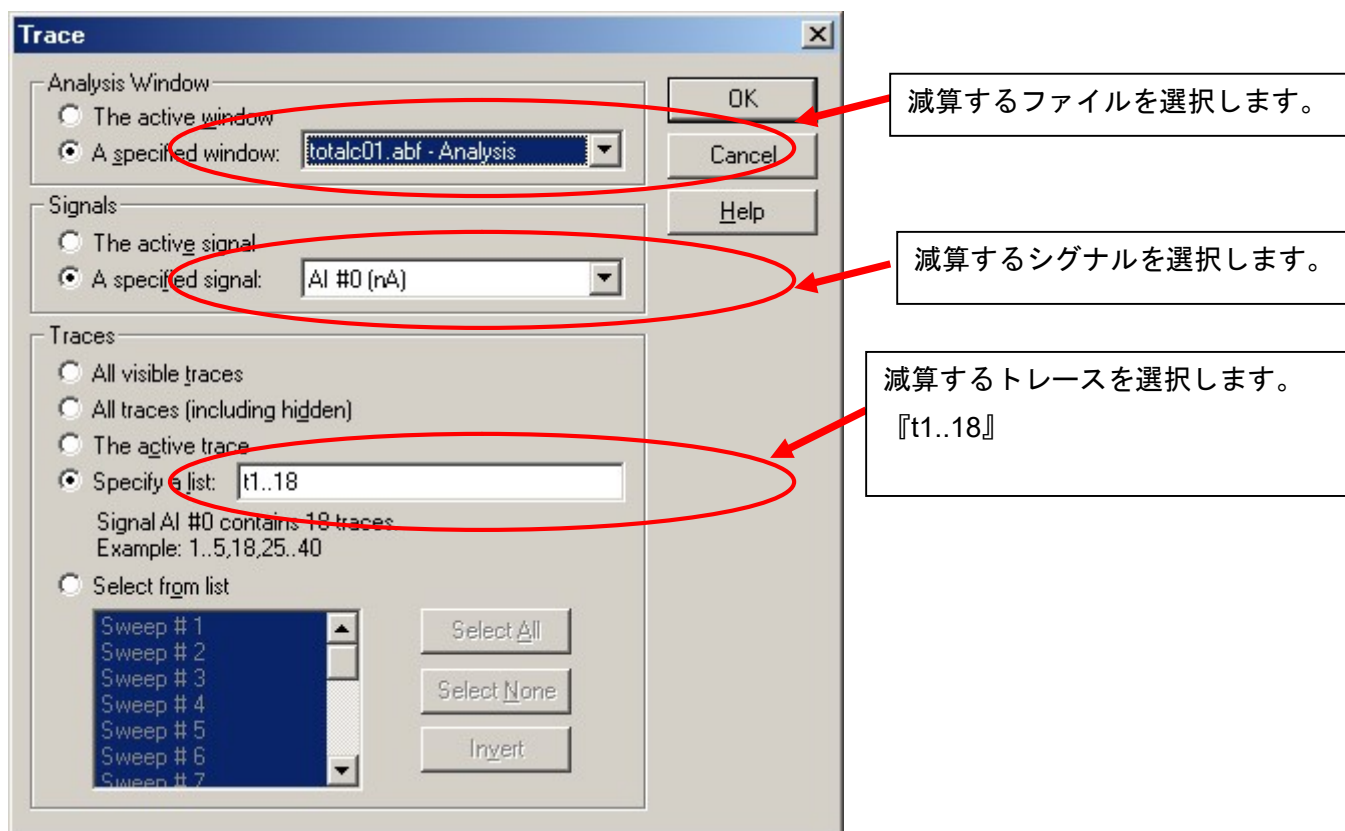 Trace
Analysis Window
The active window
A specified window:
totalc01.abf - Analysis
OK
Cancel
Help
減算するファイルを選択します。
Signals
The active signal
A specified signal:
AI #0 (nA)
減算するシグナルを選択します。
Traces
All visible traces
All traces (including hidden)
The active trace
Specify a list:
t1..18
Signal AI #0 contains 18 traces.
Example: 1..5,18,25..40
減算するトレースを選択します。
『t1..18』
Select from list
Sweep # 1
Sweep # 2
Sweep # 3
Sweep # 4
Sweep # 5
Sweep # 6
Sweep # 7
Select All
Select None
Invert